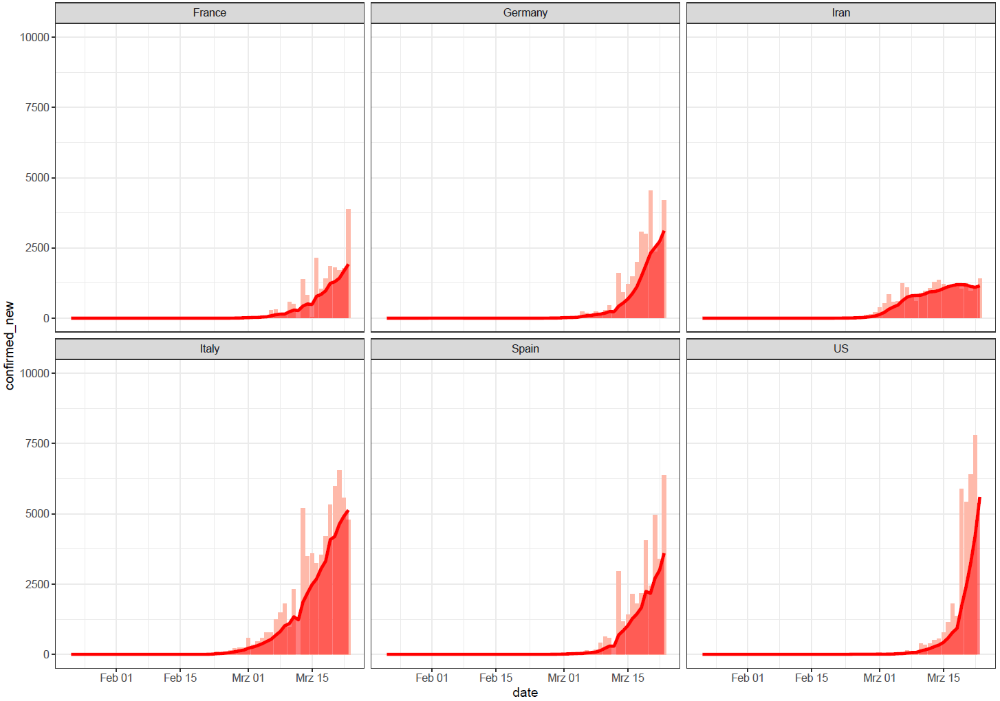 France Germany Iran
10000
7500
5000
2500
0
Italy Spain US
10000
7500
5000
2500
0
confirmed_new
Feb 01 Feb 15 Mrz 01 Mrz 15 Feb 01 Feb 15 Mrz 01 Mrz 15 Feb 01 Feb 15 Mrz 01 Mrz 15
date